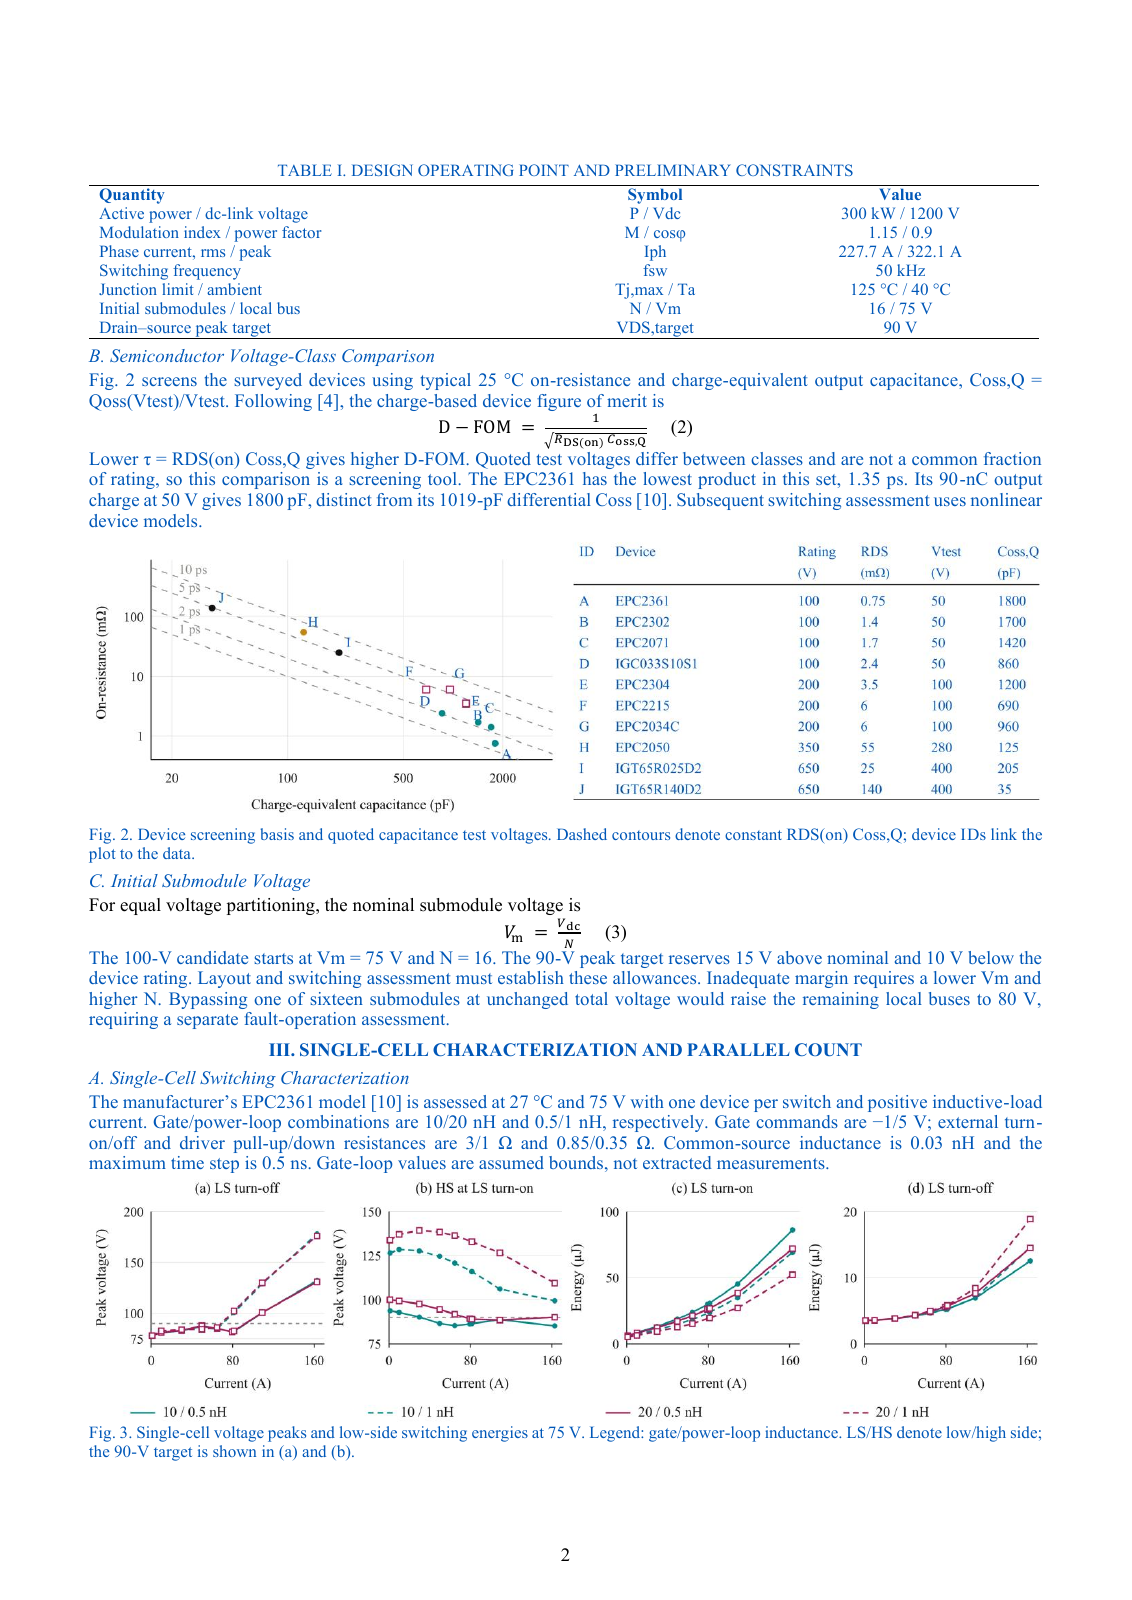 TABLE I. DESIGN OPERATING POINT AND PRELIMINARY CONSTRAINTS
Quantity Symbol Value
Active power / dc-link voltage P / Vdc 300 kW / 1200 V
Modulation index / power factor M / cosφ 1.15 / 0.9
Phase current, rms / peak Iph 227.7 A / 322.1 A
Switching frequency fsw 50 kHz
Junction limit / ambient Tj,max / Ta 125 °C / 40 °C
Initial submodules / local bus N / Vm 16 / 75 V
Drain–source peak target VDS,target 90 V
B. Semiconductor Voltage-Class Comparison
Fig. 2 screens the surveyed devices using typical 25 °C on-resistance and charge-equivalent output capacitance, Coss,Q =
Qoss(Vtest)/Vtest. Following [4], the charge-based device figure of merit is
D − FOM = 1 / √(RDS(on) Coss,Q) (2)
Lower τ = RDS(on) Coss,Q gives higher D-FOM. Quoted test voltages differ between classes and are not a common fraction
of rating, so this comparison is a screening tool. The EPC2361 has the lowest product in this set, 1.35 ps. Its 90-nC output
charge at 50 V gives 1800 pF, distinct from its 1019-pF differential Coss [10]. Subsequent switching assessment uses nonlinear
device models.
On-resistance (mΩ)
100
10
1
10 ps
5 ps
2 ps
1 ps
J
H
I
F
G
D
E
C
B
A
20 100 500 2000
Charge-equivalent capacitance (pF)
ID Device Rating RDS Vtest Coss,Q
(V) (mΩ) (V) (pF)
A EPC2361 100 0.75 50 1800
B EPC2302 100 1.4 50 1700
C EPC2071 100 1.7 50 1420
D IGC033S10S1 100 2.4 50 860
E EPC2304 200 3.5 100 1200
F EPC2215 200 6 100 690
G EPC2034C 200 6 100 960
H EPC2050 350 55 280 125
I IGT65R025D2 650 25 400 205
J IGT65R140D2 650 140 400 35
Fig. 2. Device screening basis and quoted capacitance test voltages. Dashed contours denote constant RDS(on) Coss,Q; device IDs link the
plot to the data.
C. Initial Submodule Voltage
For equal voltage partitioning, the nominal submodule voltage is
Vm = Vdc / N (3)
The 100-V candidate starts at Vm = 75 V and N = 16. The 90-V peak target reserves 15 V above nominal and 10 V below the
device rating. Layout and switching assessment must establish these allowances. Inadequate margin requires a lower Vm and
higher N. Bypassing one of sixteen submodules at unchanged total voltage would raise the remaining local buses to 80 V,
requiring a separate fault-operation assessment.
III. SINGLE-CELL CHARACTERIZATION AND PARALLEL COUNT
A. Single-Cell Switching Characterization
The manufacturer’s EPC2361 model [10] is assessed at 27 °C and 75 V with one device per switch and positive inductive-load
current. Gate/power-loop combinations are 10/20 nH and 0.5/1 nH, respectively. Gate commands are −1/5 V; external turn-
on/off and driver pull-up/down resistances are 3/1 Ω and 0.85/0.35 Ω. Common-source inductance is 0.03 nH and the
maximum time step is 0.5 ns. Gate-loop values are assumed bounds, not extracted measurements.
(a) LS turn-off (b) HS at LS turn-on (c) LS turn-on (d) LS turn-off
Peak voltage (V)
200
150
100
75
0 80 160
Current (A)
Peak voltage (V)
150
125
100
75
0 80 160
Current (A)
Energy (μJ)
100
50
0
0 80 160
Current (A)
Energy (μJ)
20
10
0
0 80 160
Current (A)
10 / 0.5 nH 10 / 1 nH 20 / 0.5 nH 20 / 1 nH
Fig. 3. Single-cell voltage peaks and low-side switching energies at 75 V. Legend: gate/power-loop inductance. LS/HS denote low/high side;
the 90-V target is shown in (a) and (b).
2